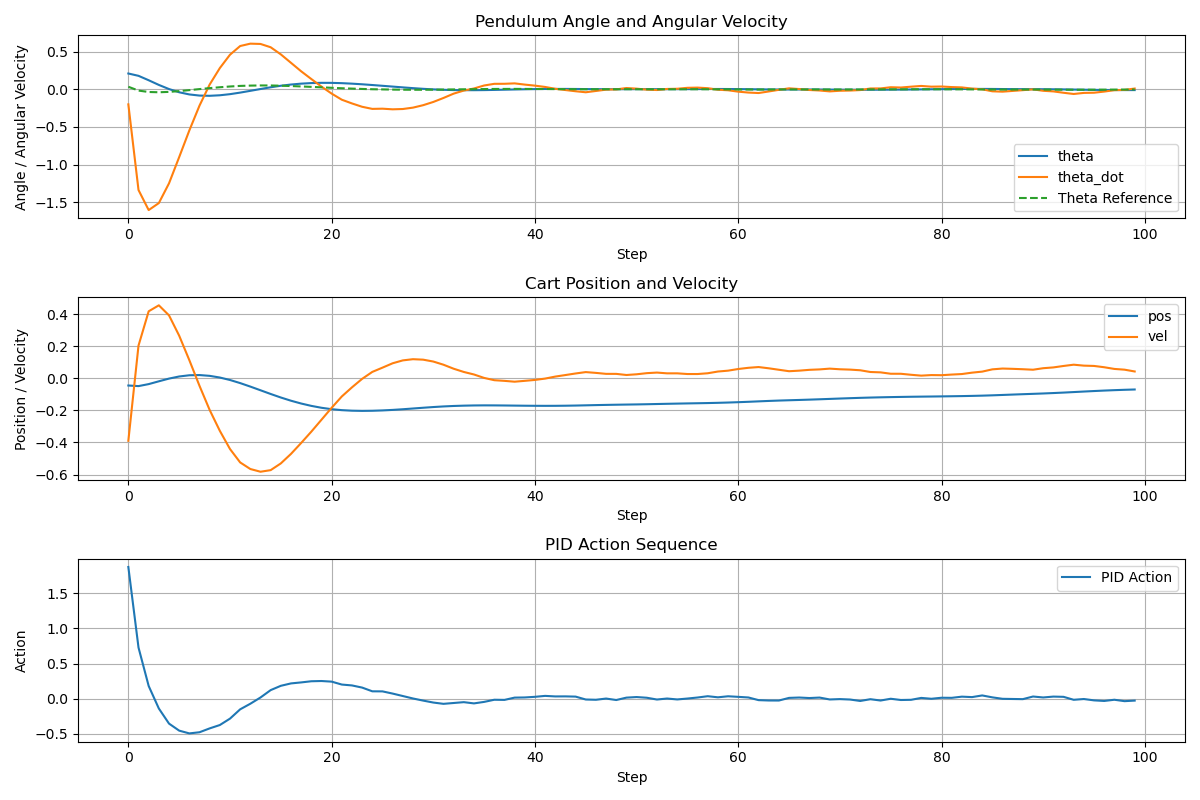 Pendulum Angle and Angular Velocity
Angle / Angular Velocity
0.5
0.0
−0.5
−1.0
−1.5
theta
theta_dot
Theta Reference
0 20 40 60 80 100
Step
Cart Position and Velocity
Position / Velocity
0.4
0.2
0.0
−0.2
−0.4
−0.6
pos
vel
0 20 40 60 80 100
Step
PID Action Sequence
Action
1.5
1.0
0.5
0.0
−0.5
PID Action
0 20 40 60 80 100
Step